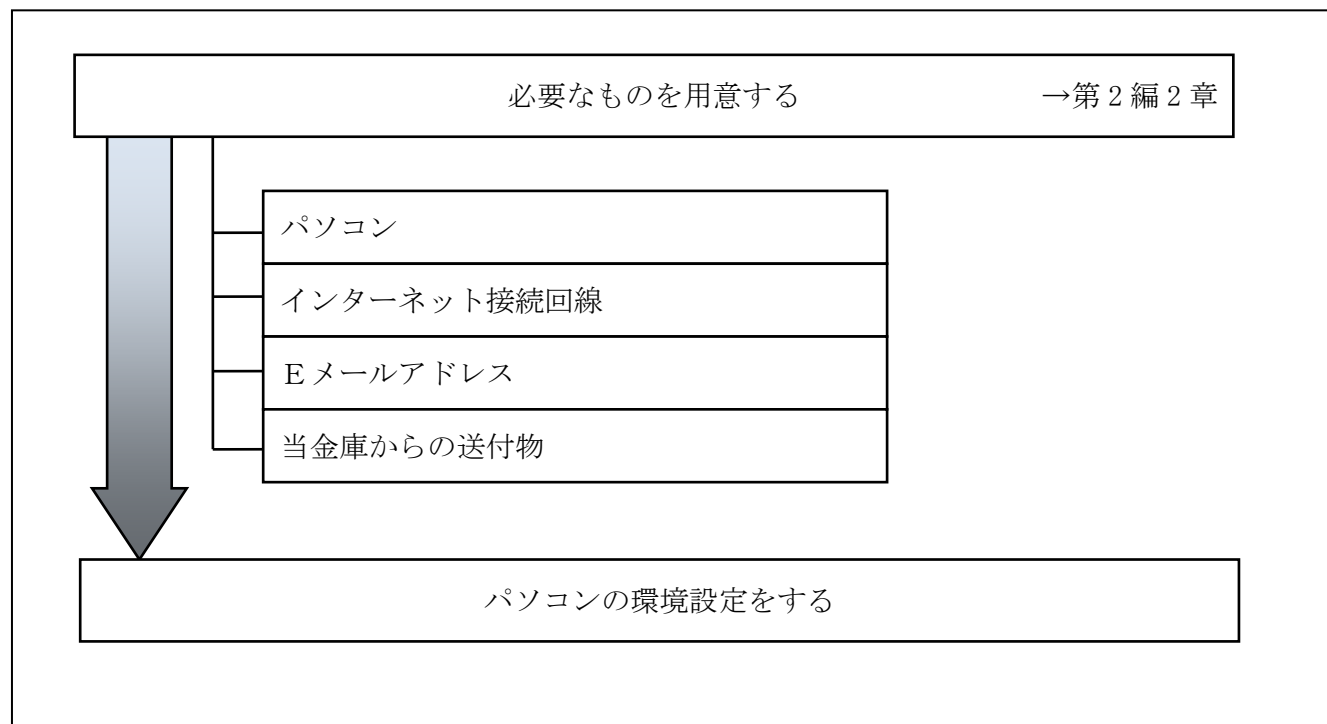 必要なものを用意する →第２編２章
パソコン
インターネット接続回線
Ｅメールアドレス
当金庫からの送付物
パソコンの環境設定をする